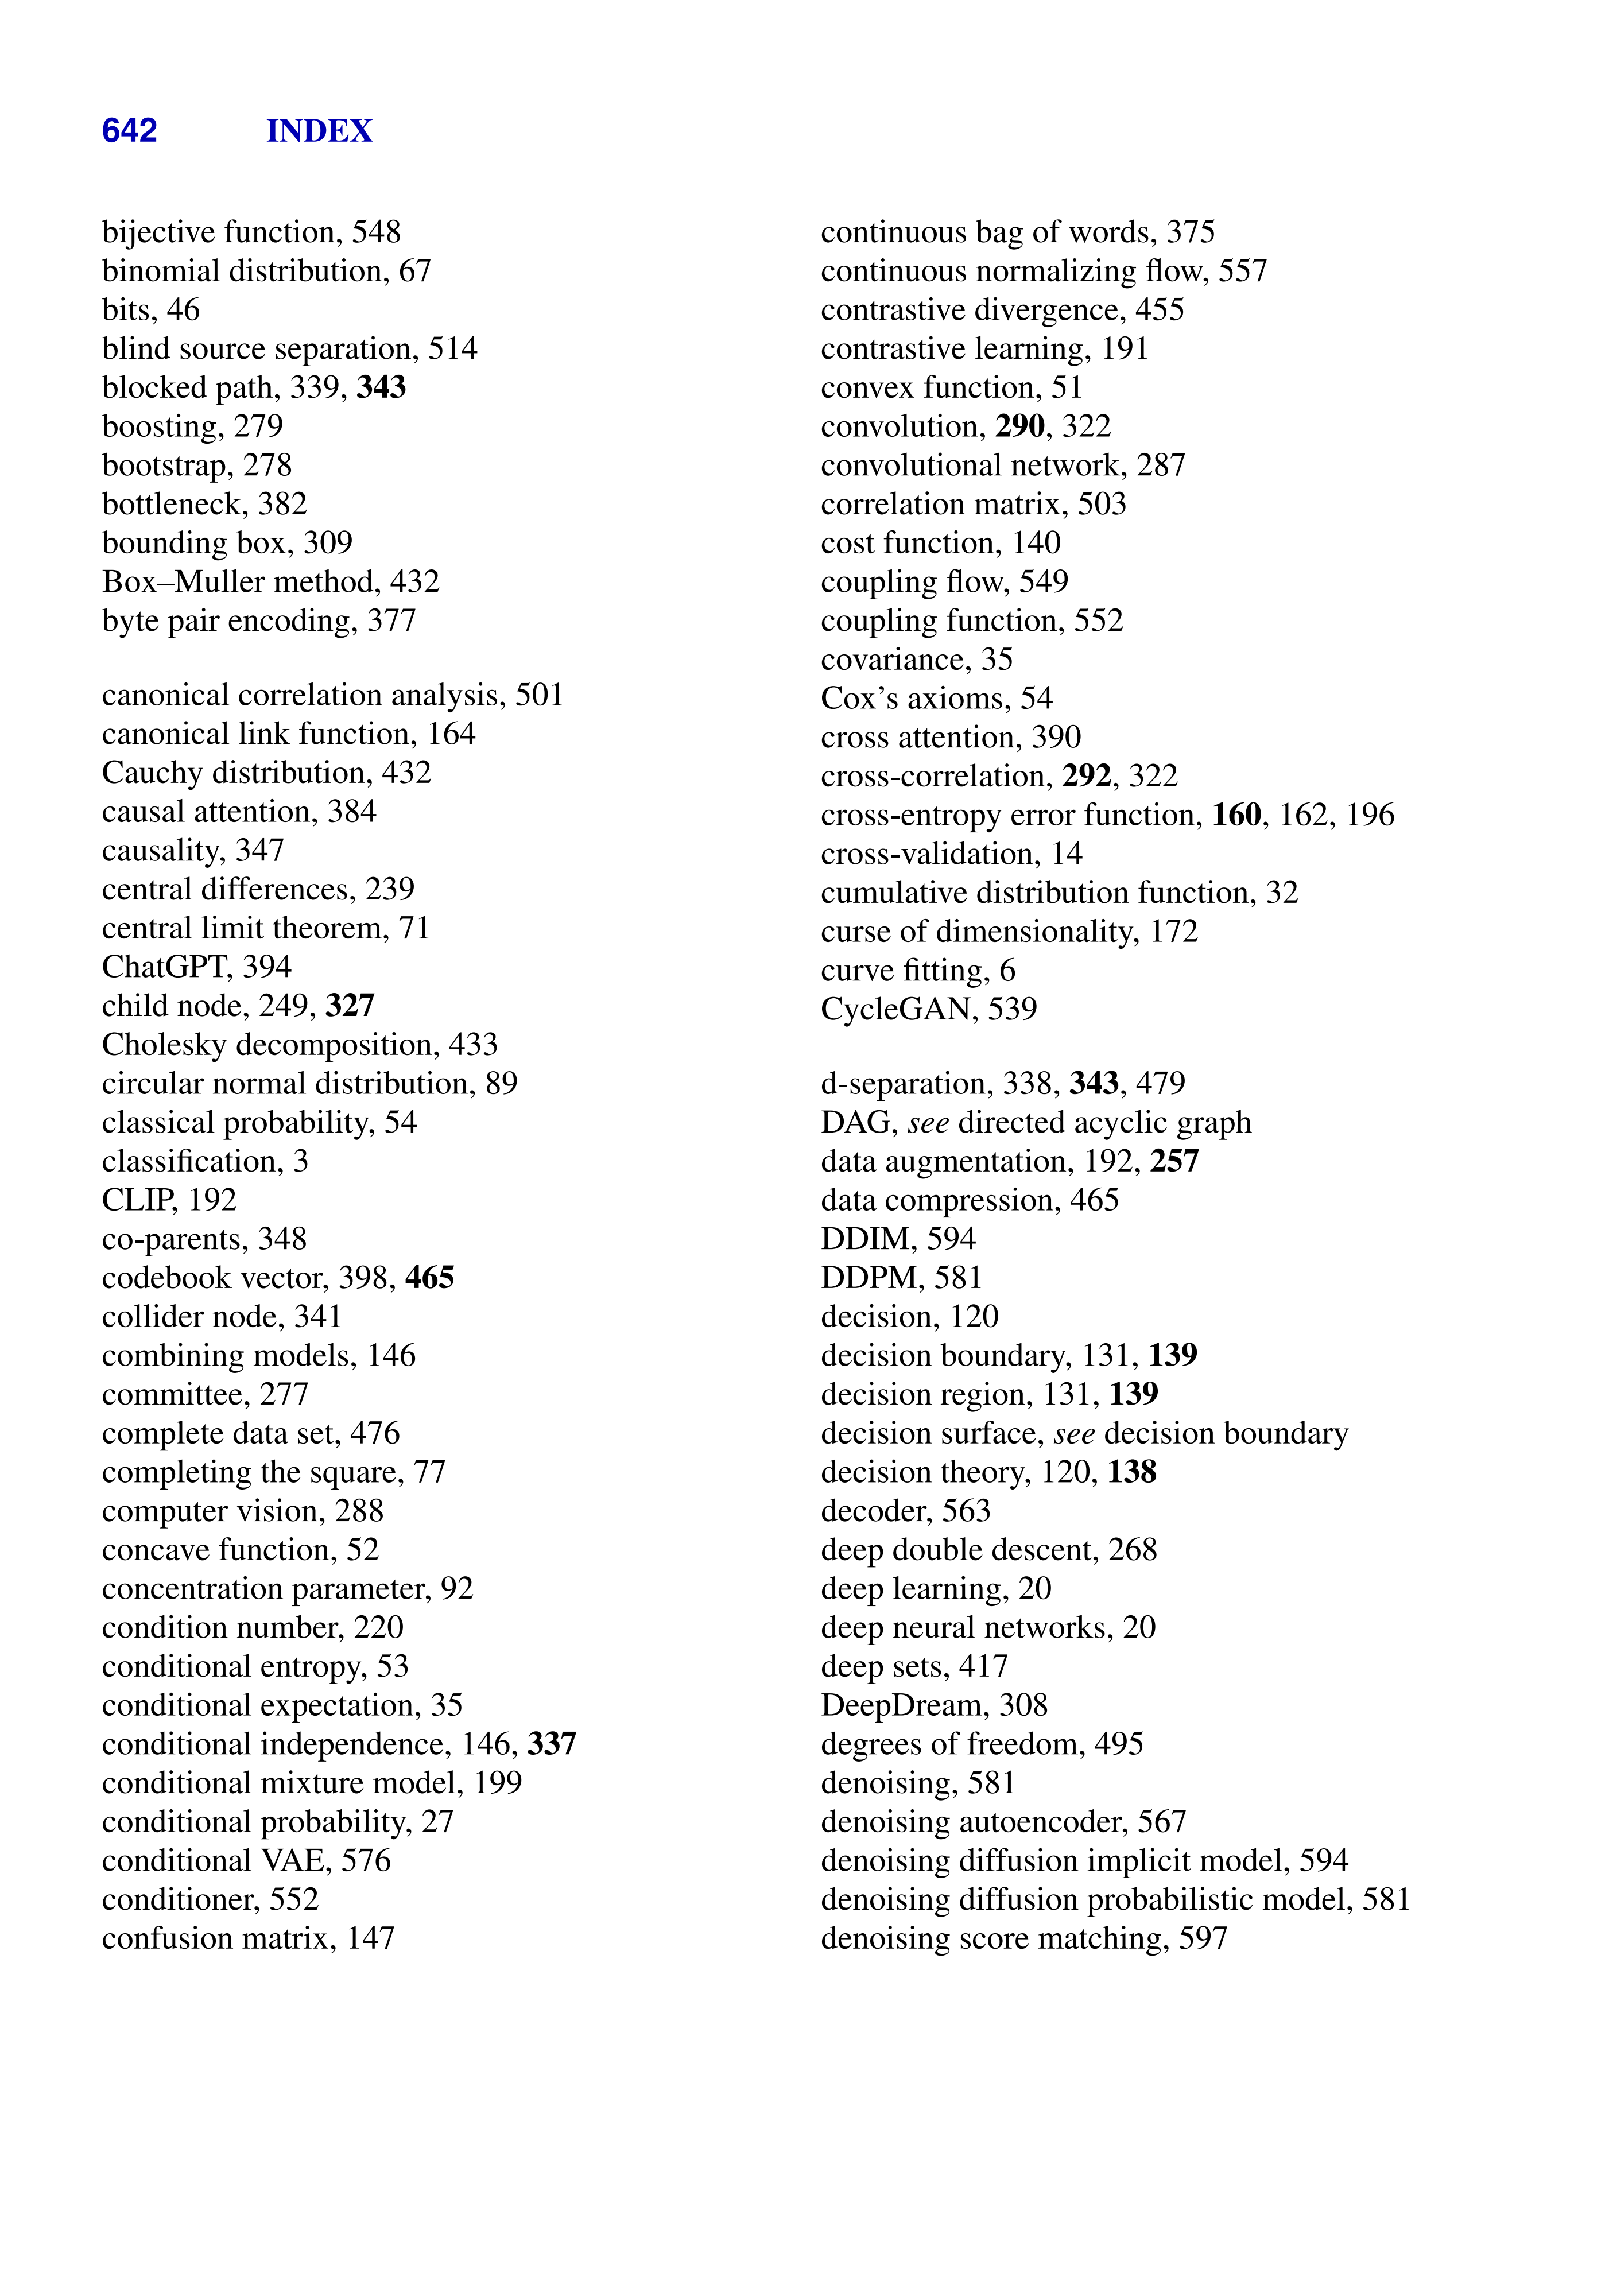 642 INDEX
bijective function, 548
binomial distribution, 67
bits, 46
blind source separation, 514
blocked path, 339, 343
boosting, 279
bootstrap, 278
bottleneck, 382
bounding box, 309
Box–Muller method, 432
byte pair encoding, 377
canonical correlation analysis, 501
canonical link function, 164
Cauchy distribution, 432
causal attention, 384
causality, 347
central differences, 239
central limit theorem, 71
ChatGPT, 394
child node, 249, 327
Cholesky decomposition, 433
circular normal distribution, 89
classical probability, 54
classification, 3
CLIP, 192
co-parents, 348
codebook vector, 398, 465
collider node, 341
combining models, 146
committee, 277
complete data set, 476
completing the square, 77
computer vision, 288
concave function, 52
concentration parameter, 92
condition number, 220
conditional entropy, 53
conditional expectation, 35
conditional independence, 146, 337
conditional mixture model, 199
conditional probability, 27
conditional VAE, 576
conditioner, 552
confusion matrix, 147
continuous bag of words, 375
continuous normalizing flow, 557
contrastive divergence, 455
contrastive learning, 191
convex function, 51
convolution, 290, 322
convolutional network, 287
correlation matrix, 503
cost function, 140
coupling flow, 549
coupling function, 552
covariance, 35
Cox’s axioms, 54
cross attention, 390
cross-correlation, 292, 322
cross-entropy error function, 160, 162, 196
cross-validation, 14
cumulative distribution function, 32
curse of dimensionality, 172
curve fitting, 6
CycleGAN, 539
d-separation, 338, 343, 479
DAG, see directed acyclic graph
data augmentation, 192, 257
data compression, 465
DDIM, 594
DDPM, 581
decision, 120
decision boundary, 131, 139
decision region, 131, 139
decision surface, see decision boundary
decision theory, 120, 138
decoder, 563
deep double descent, 268
deep learning, 20
deep neural networks, 20
deep sets, 417
DeepDream, 308
degrees of freedom, 495
denoising, 581
denoising autoencoder, 567
denoising diffusion implicit model, 594
denoising diffusion probabilistic model, 581
denoising score matching, 597